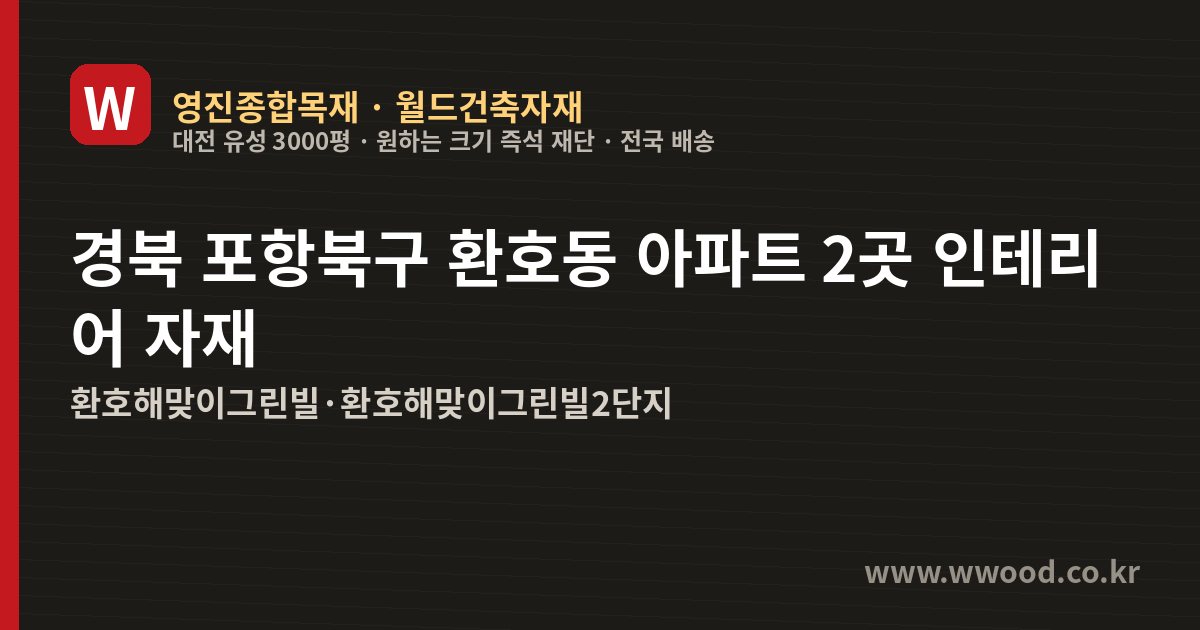 W
영진종합목재 · 월드건축자재
대전 유성 3000평 · 원하는 크기 즉석 재단 · 전국 배송
경북 포항북구 환호동 아파트 2곳 인테리
어 자재
환호해맞이그린빌·환호해맞이그린빌2단지
www.wwood.co.kr